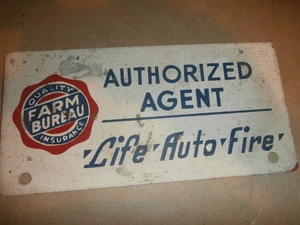 QUALITY
FARM
BUREAU
INSURANCE
AUTHORIZED
AGENT
Life·Auto·Fire